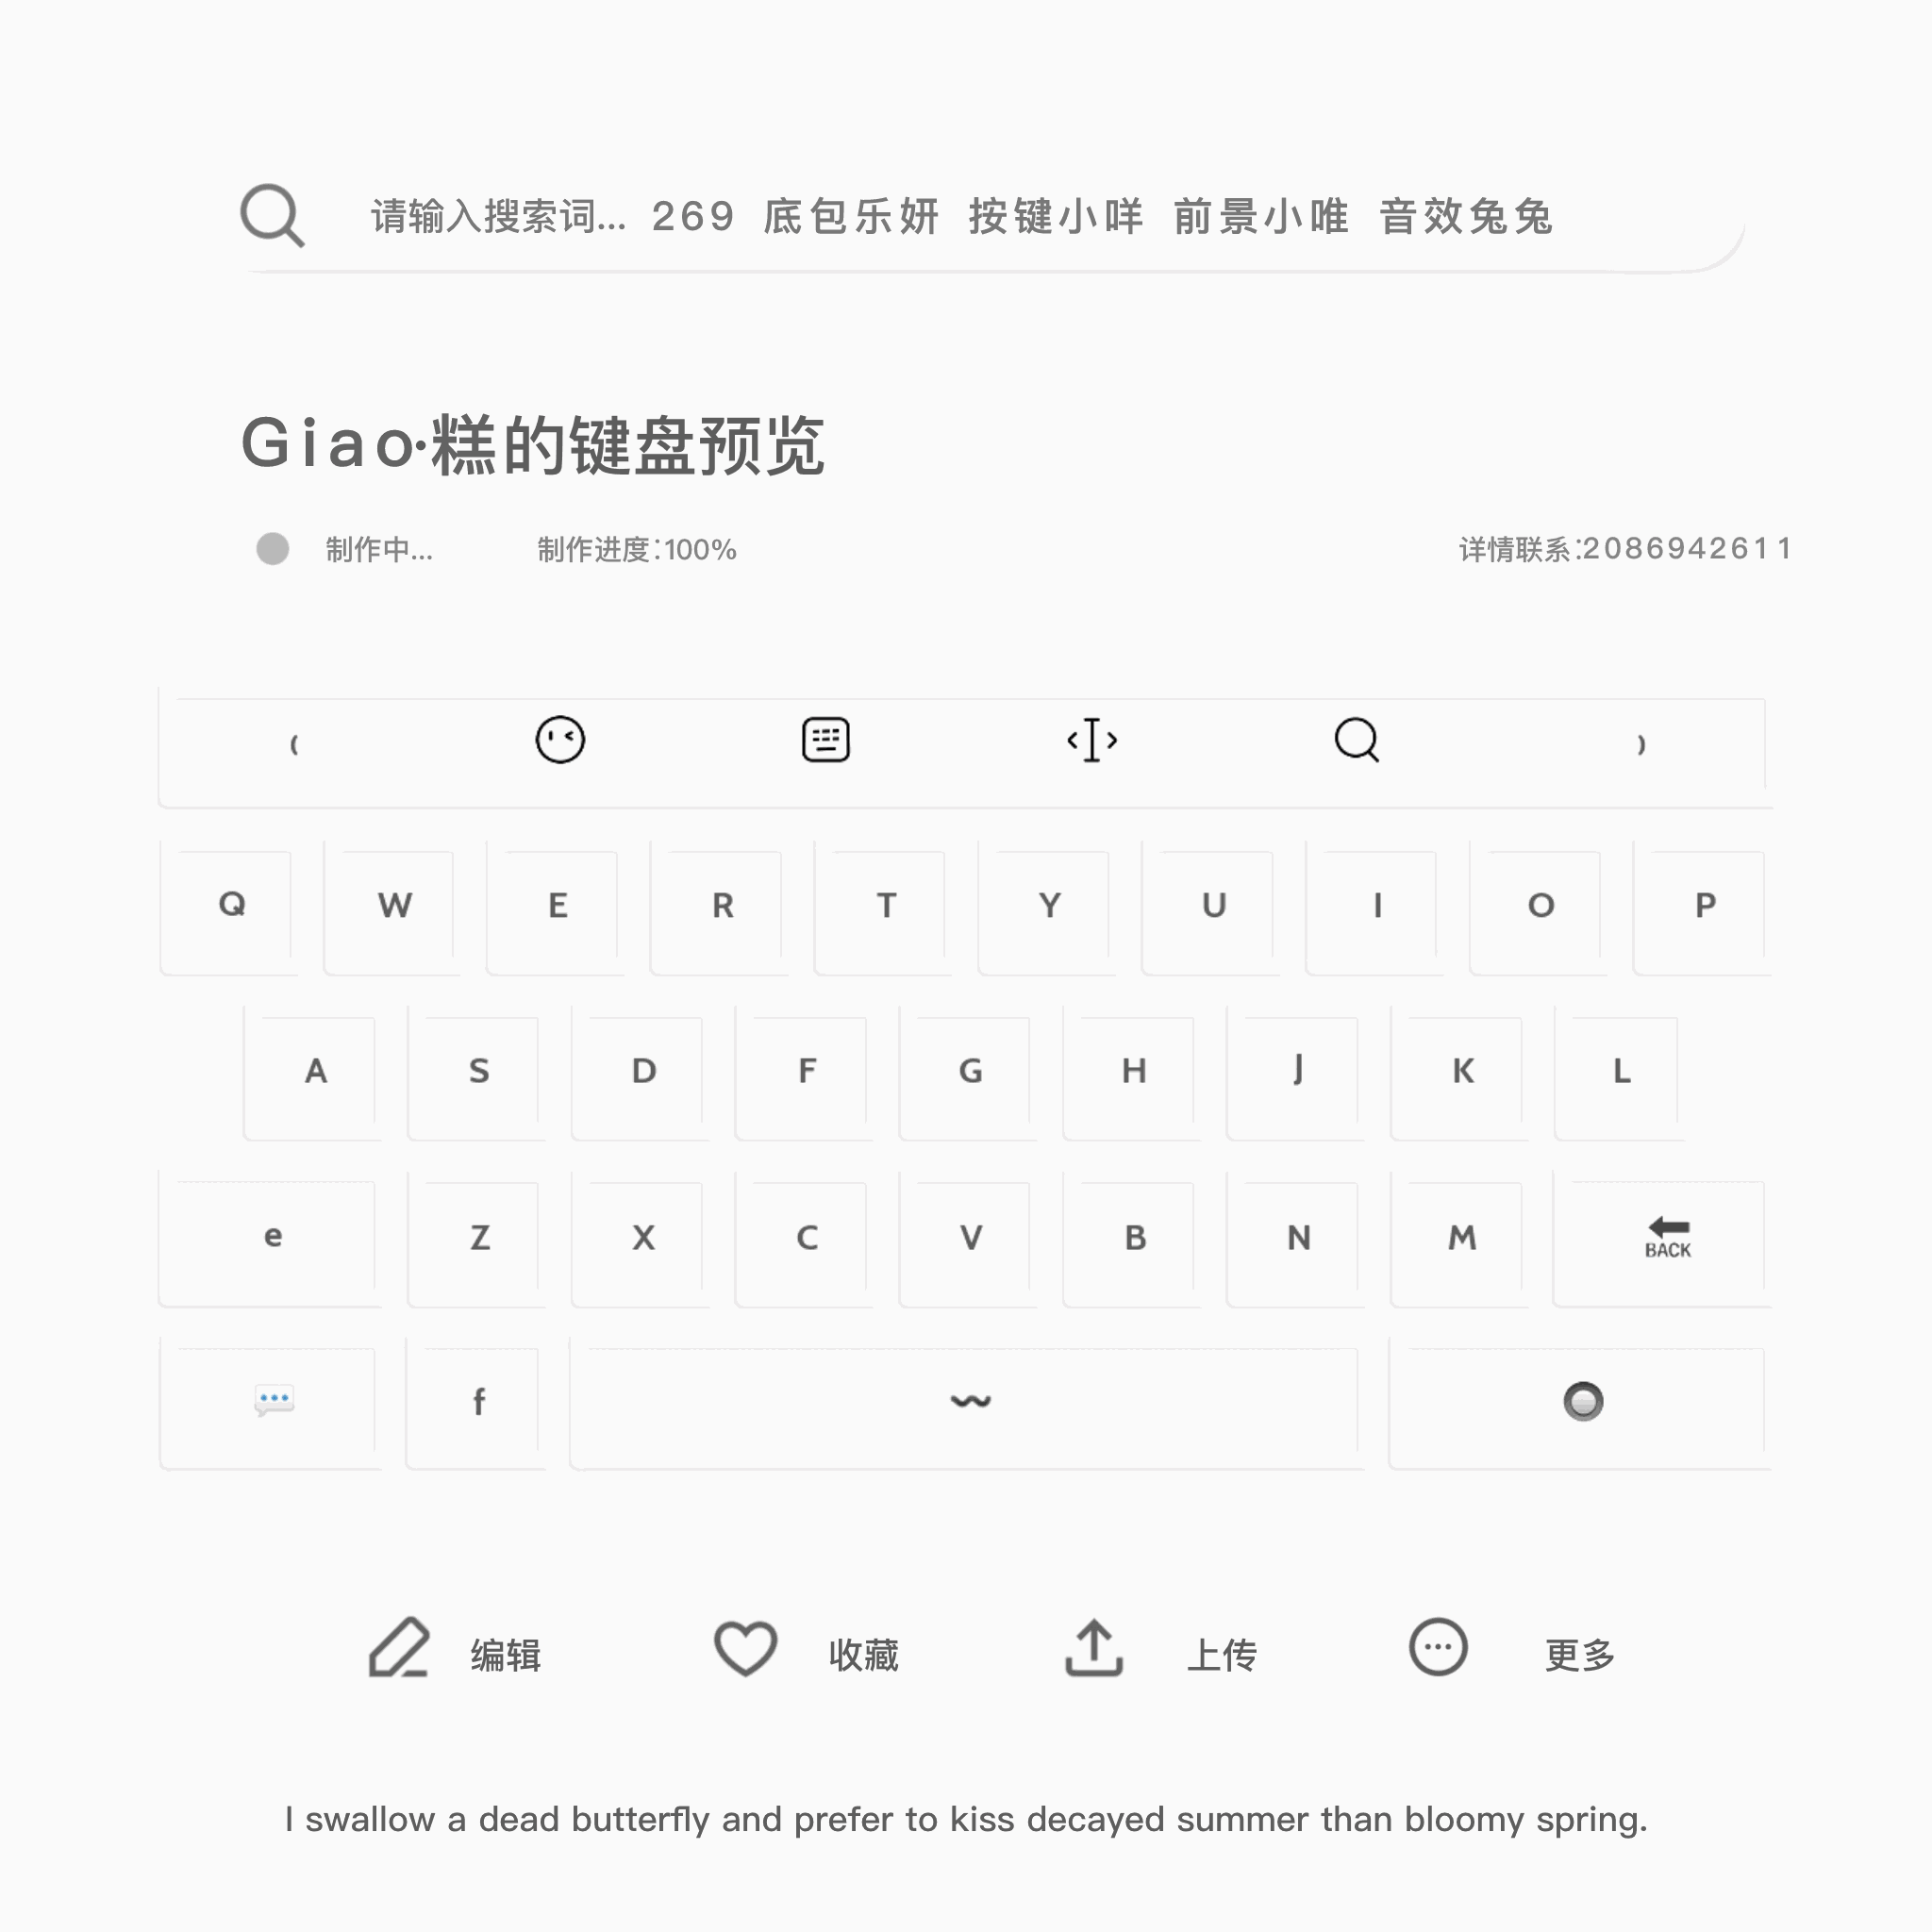 请输入搜索词... 269 底包乐妍 按键小咩 前景小唯 音效兔兔
Giao·糕的键盘预览
制作中... 制作进度:100% 详情联系:2086942611
( )
Q W E R T Y U I O P
A S D F G H J K L
e Z X C V B N M BACK
f
编辑 收藏 上传 更多
I swallow a dead butterfly and prefer to kiss decayed summer than bloomy spring.